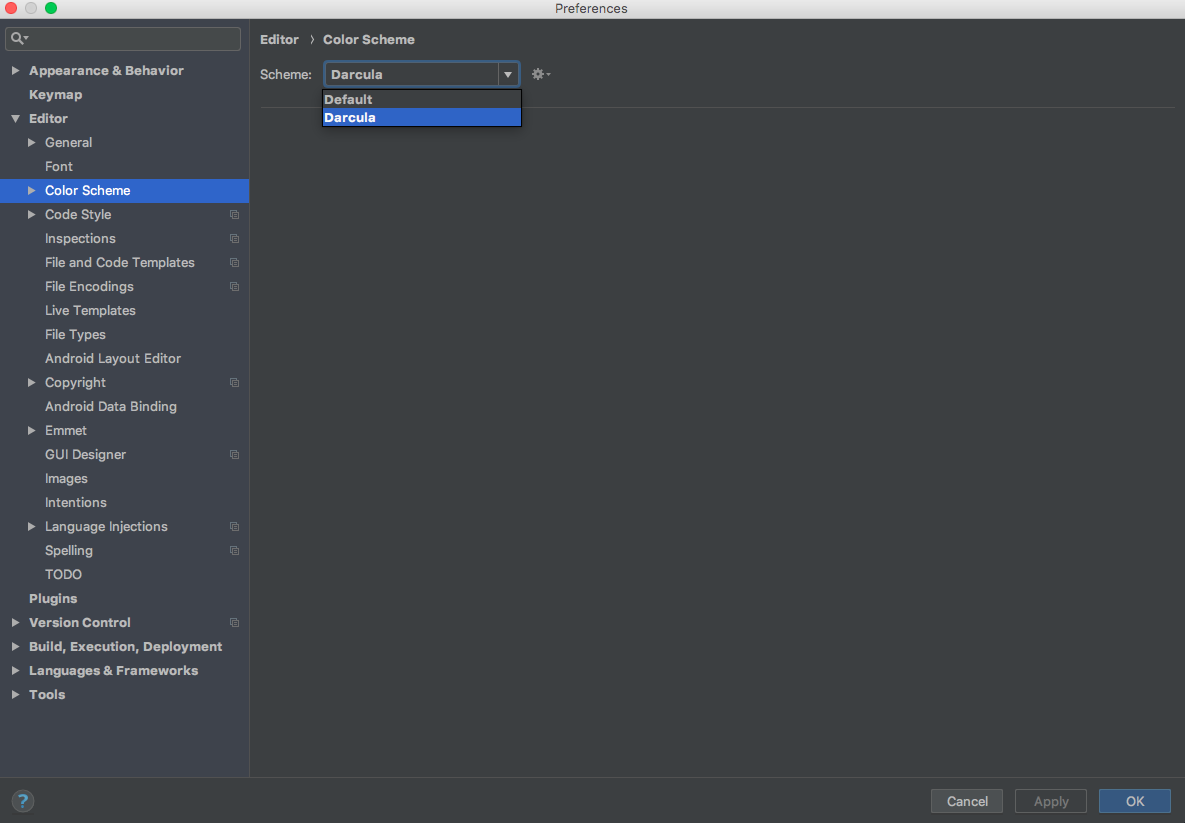 Preferences
Appearance & Behavior
Keymap
Editor
General
Font
Color Scheme
Code Style
Inspections
File and Code Templates
File Encodings
Live Templates
File Types
Android Layout Editor
Copyright
Android Data Binding
Emmet
GUI Designer
Images
Intentions
Language Injections
Spelling
TODO
Plugins
Version Control
Build, Execution, Deployment
Languages & Frameworks
Tools
Editor › Color Scheme
Scheme: Darcula
Default
Darcula
?
Cancel Apply OK